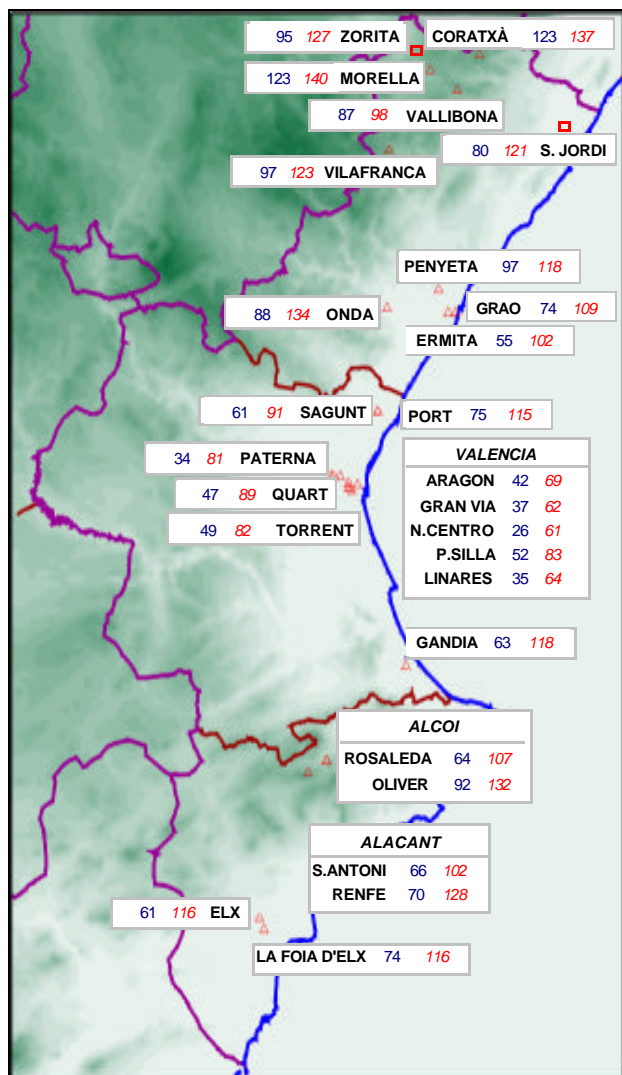 95 127 ZORITA
CORATXÀ 123 137
123 140 MORELLA
87 98 VALLIBONA
80 121 S. JORDI
97 123 VILAFRANCA
PENYETA 97 118
88 134 ONDA
GRAO 74 109
ERMITA 55 102
61 91 SAGUNT
PORT 75 115
34 81 PATERNA
47 89 QUART
49 82 TORRENT
VALENCIA
ARAGON 42 69
GRAN VIA 37 62
N.CENTRO 26 61
P.SILLA 52 83
LINARES 35 64
GANDIA 63 118
ALCOI
ROSALEDA 64 107
OLIVER 92 132
ALACANT
S.ANTONI 66 102
RENFE 70 128
61 116 ELX
LA FOIA D'ELX 74 116